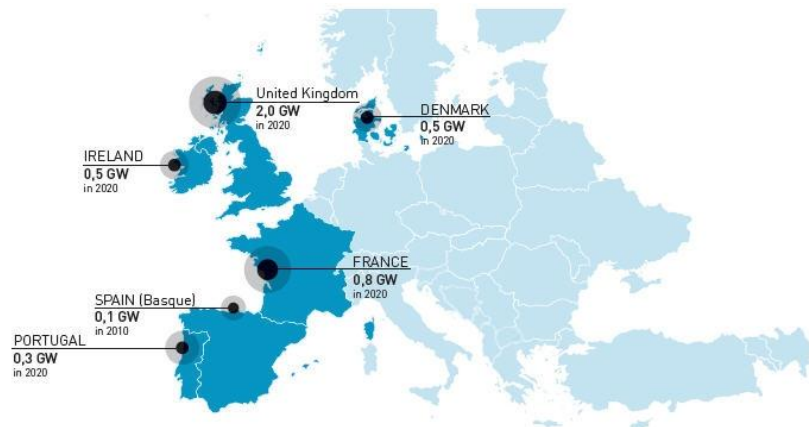 United Kingdom
2,0 GW
in 2020
DENMARK
0,5 GW
in 2020
IRELAND
0,5 GW
in 2020
FRANCE
0,8 GW
in 2020
SPAIN (Basque)
0,1 GW
in 2010
PORTUGAL
0,3 GW
in 2020